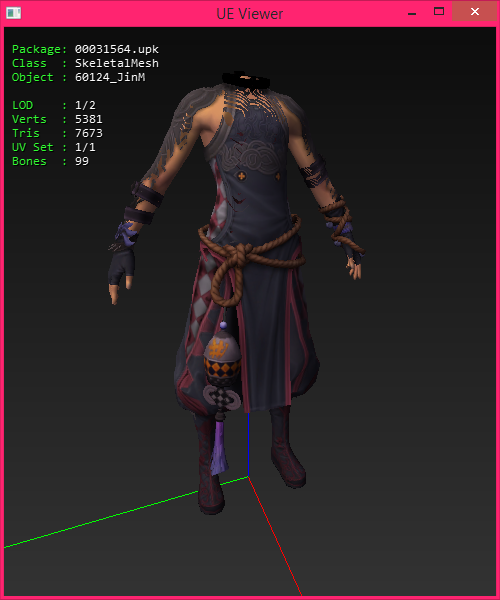 UE Viewer
Package: 00031564.upk
Class : SkeletalMesh
Object : 60124_JinM
LOD : 1/2
Verts : 5381
Tris : 7673
UV Set : 1/1
Bones : 99